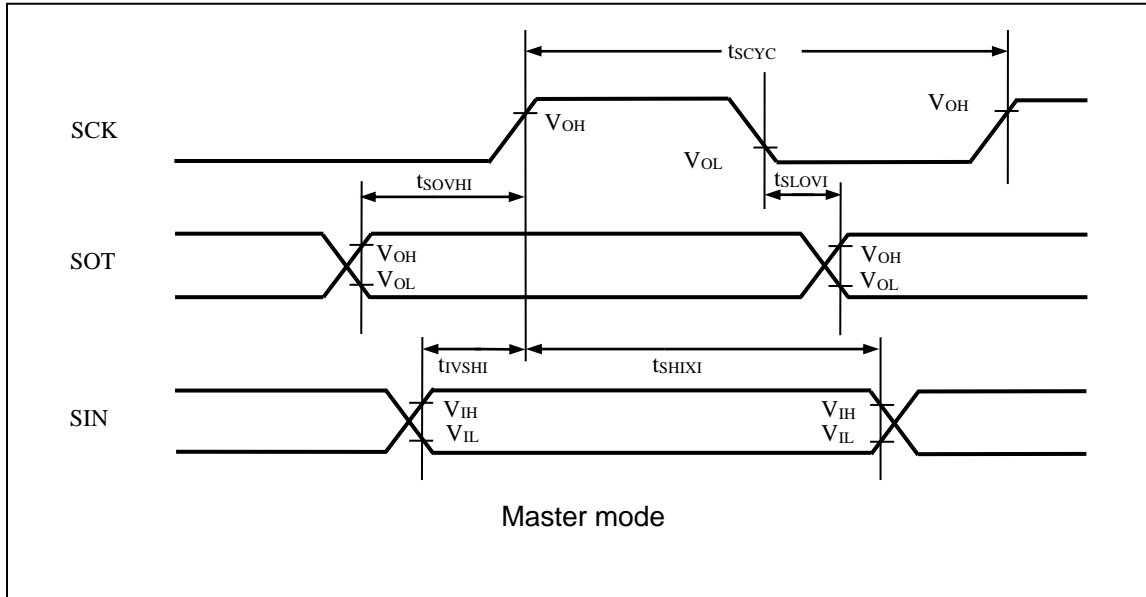 tSCYC
SCK
VOH
VOL
VOH
tSOVHI
tSLOVI
SOT
VOH
VOL
VOH
VOL
tIVSHI
tSHIXI
SIN
VIH
VIL
VIH
VIL
Master mode